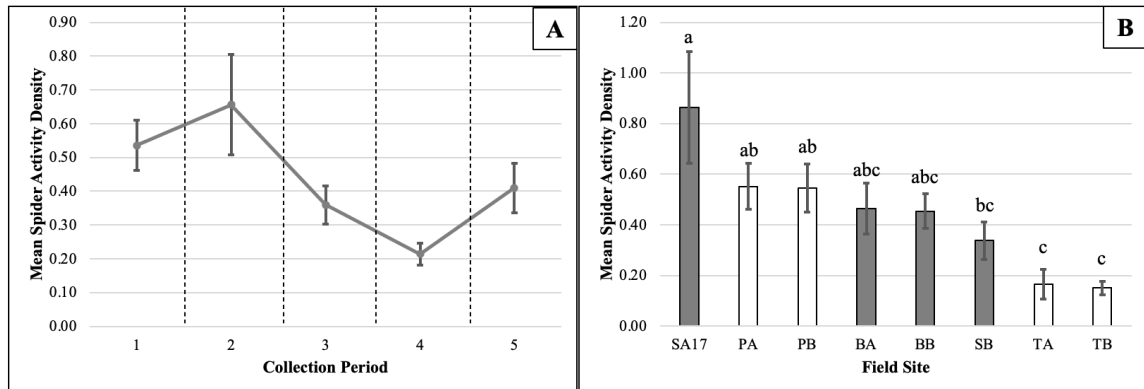 A
Mean Spider Activity Density
0.90
0.80
0.70
0.60
0.50
0.40
0.30
0.20
0.10
0.00
1 2 3 4 5
Collection Period
B
Mean Spider Activity Density
1.20
1.00
0.80
0.60
0.40
0.20
0.00
a
ab
ab
abc
abc
bc
c
c
SA17 PA PB BA BB SB TA TB
Field Site